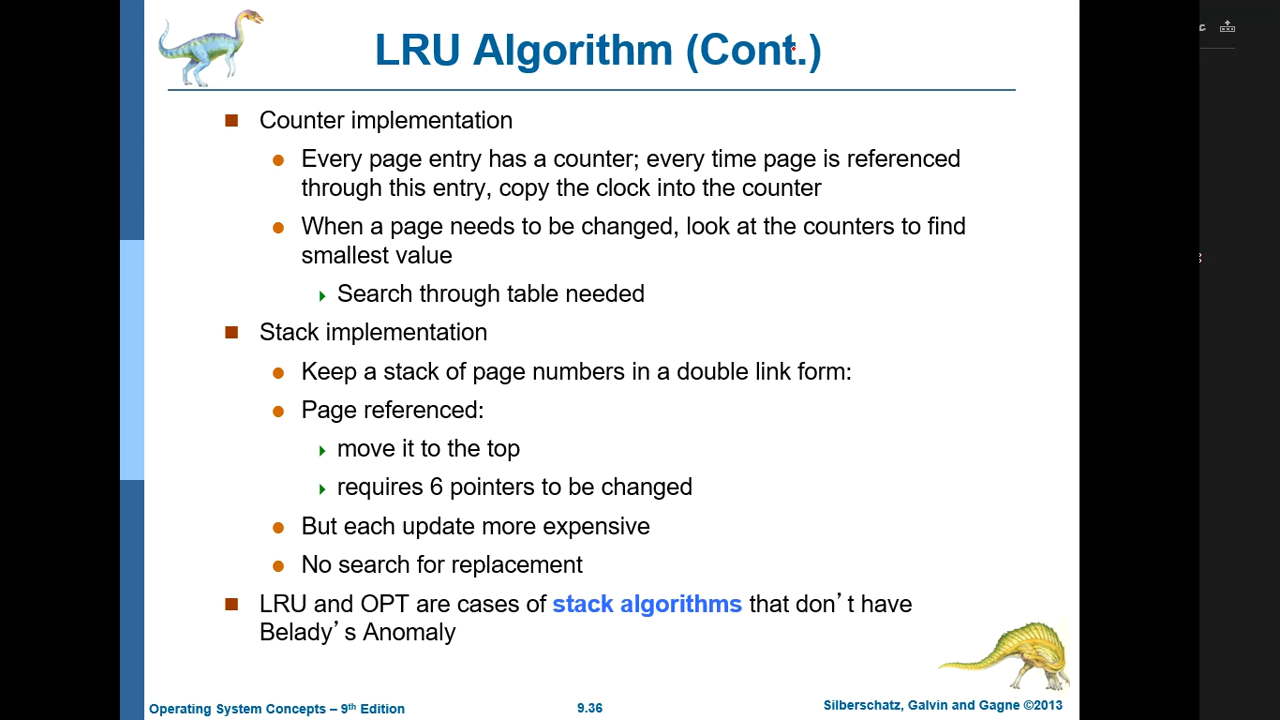 LRU Algorithm (Cont.)
Counter implementation
Every page entry has a counter; every time page is referenced
through this entry, copy the clock into the counter
When a page needs to be changed, look at the counters to find
smallest value
Search through table needed
Stack implementation
Keep a stack of page numbers in a double link form:
Page referenced:
move it to the top
requires 6 pointers to be changed
But each update more expensive
No search for replacement
LRU and OPT are cases of stack algorithms that don’t have
Belady’s Anomaly
Operating System Concepts – 9th Edition
9.36
Silberschatz, Galvin and Gagne ©2013